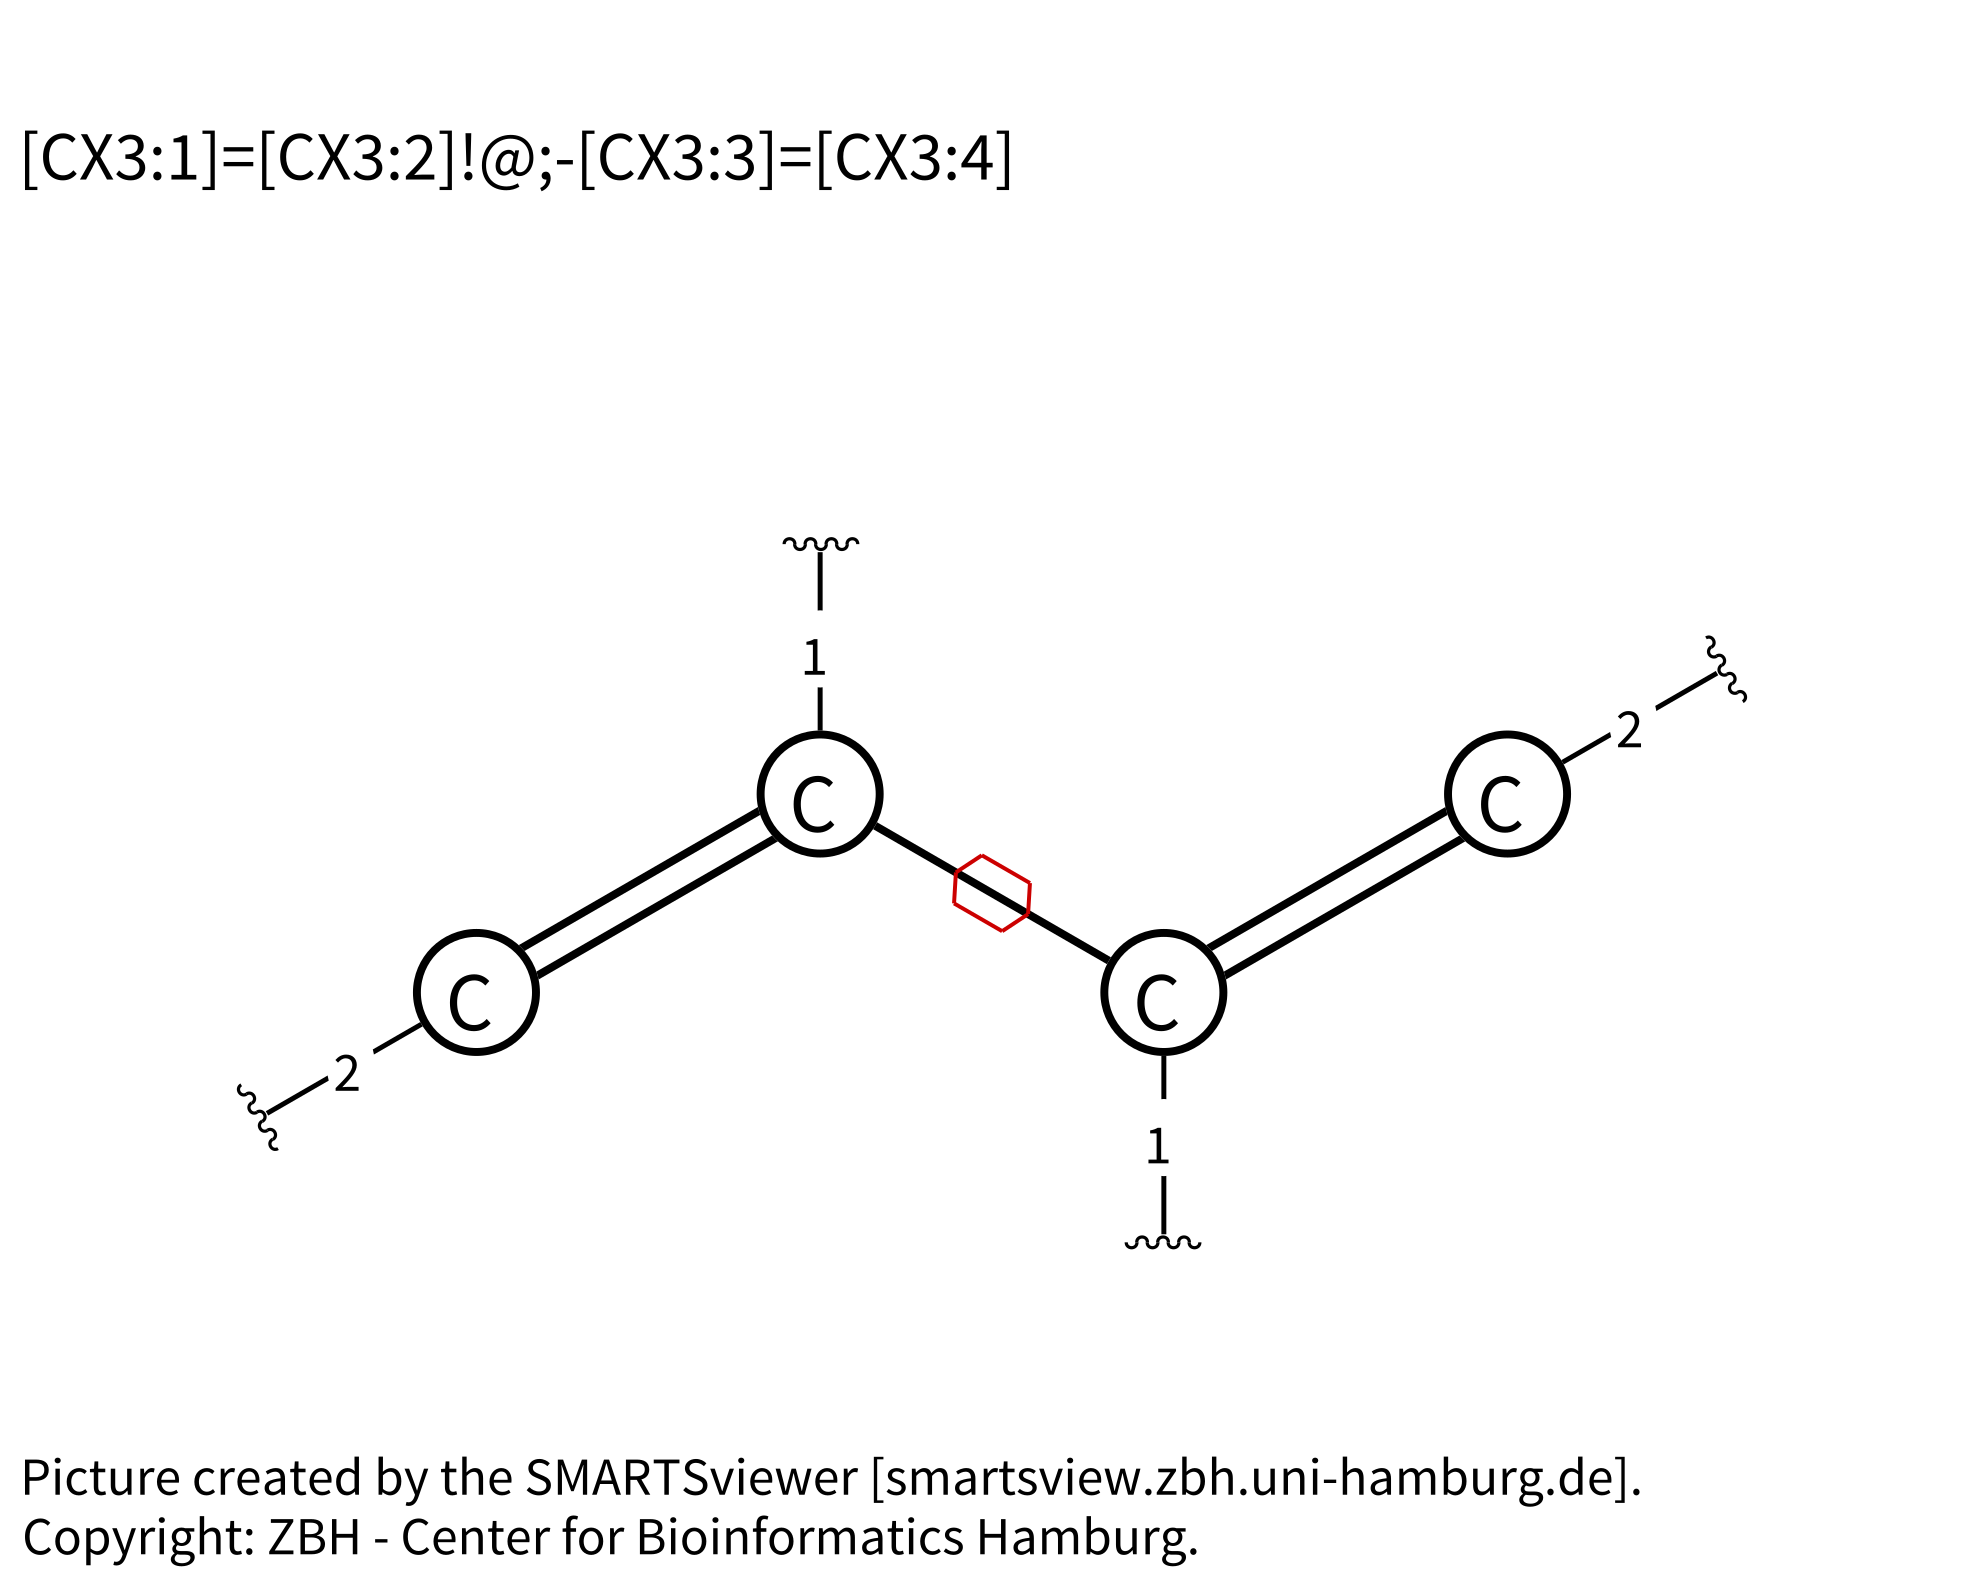 [CX3:1]=[CX3:2]!@;-[CX3:3]=[CX3:4]
1
2
C
C
C
C
2
1
Picture created by the SMARTSviewer [smartsview.zbh.uni-hamburg.de].
Copyright: ZBH - Center for Bioinformatics Hamburg.